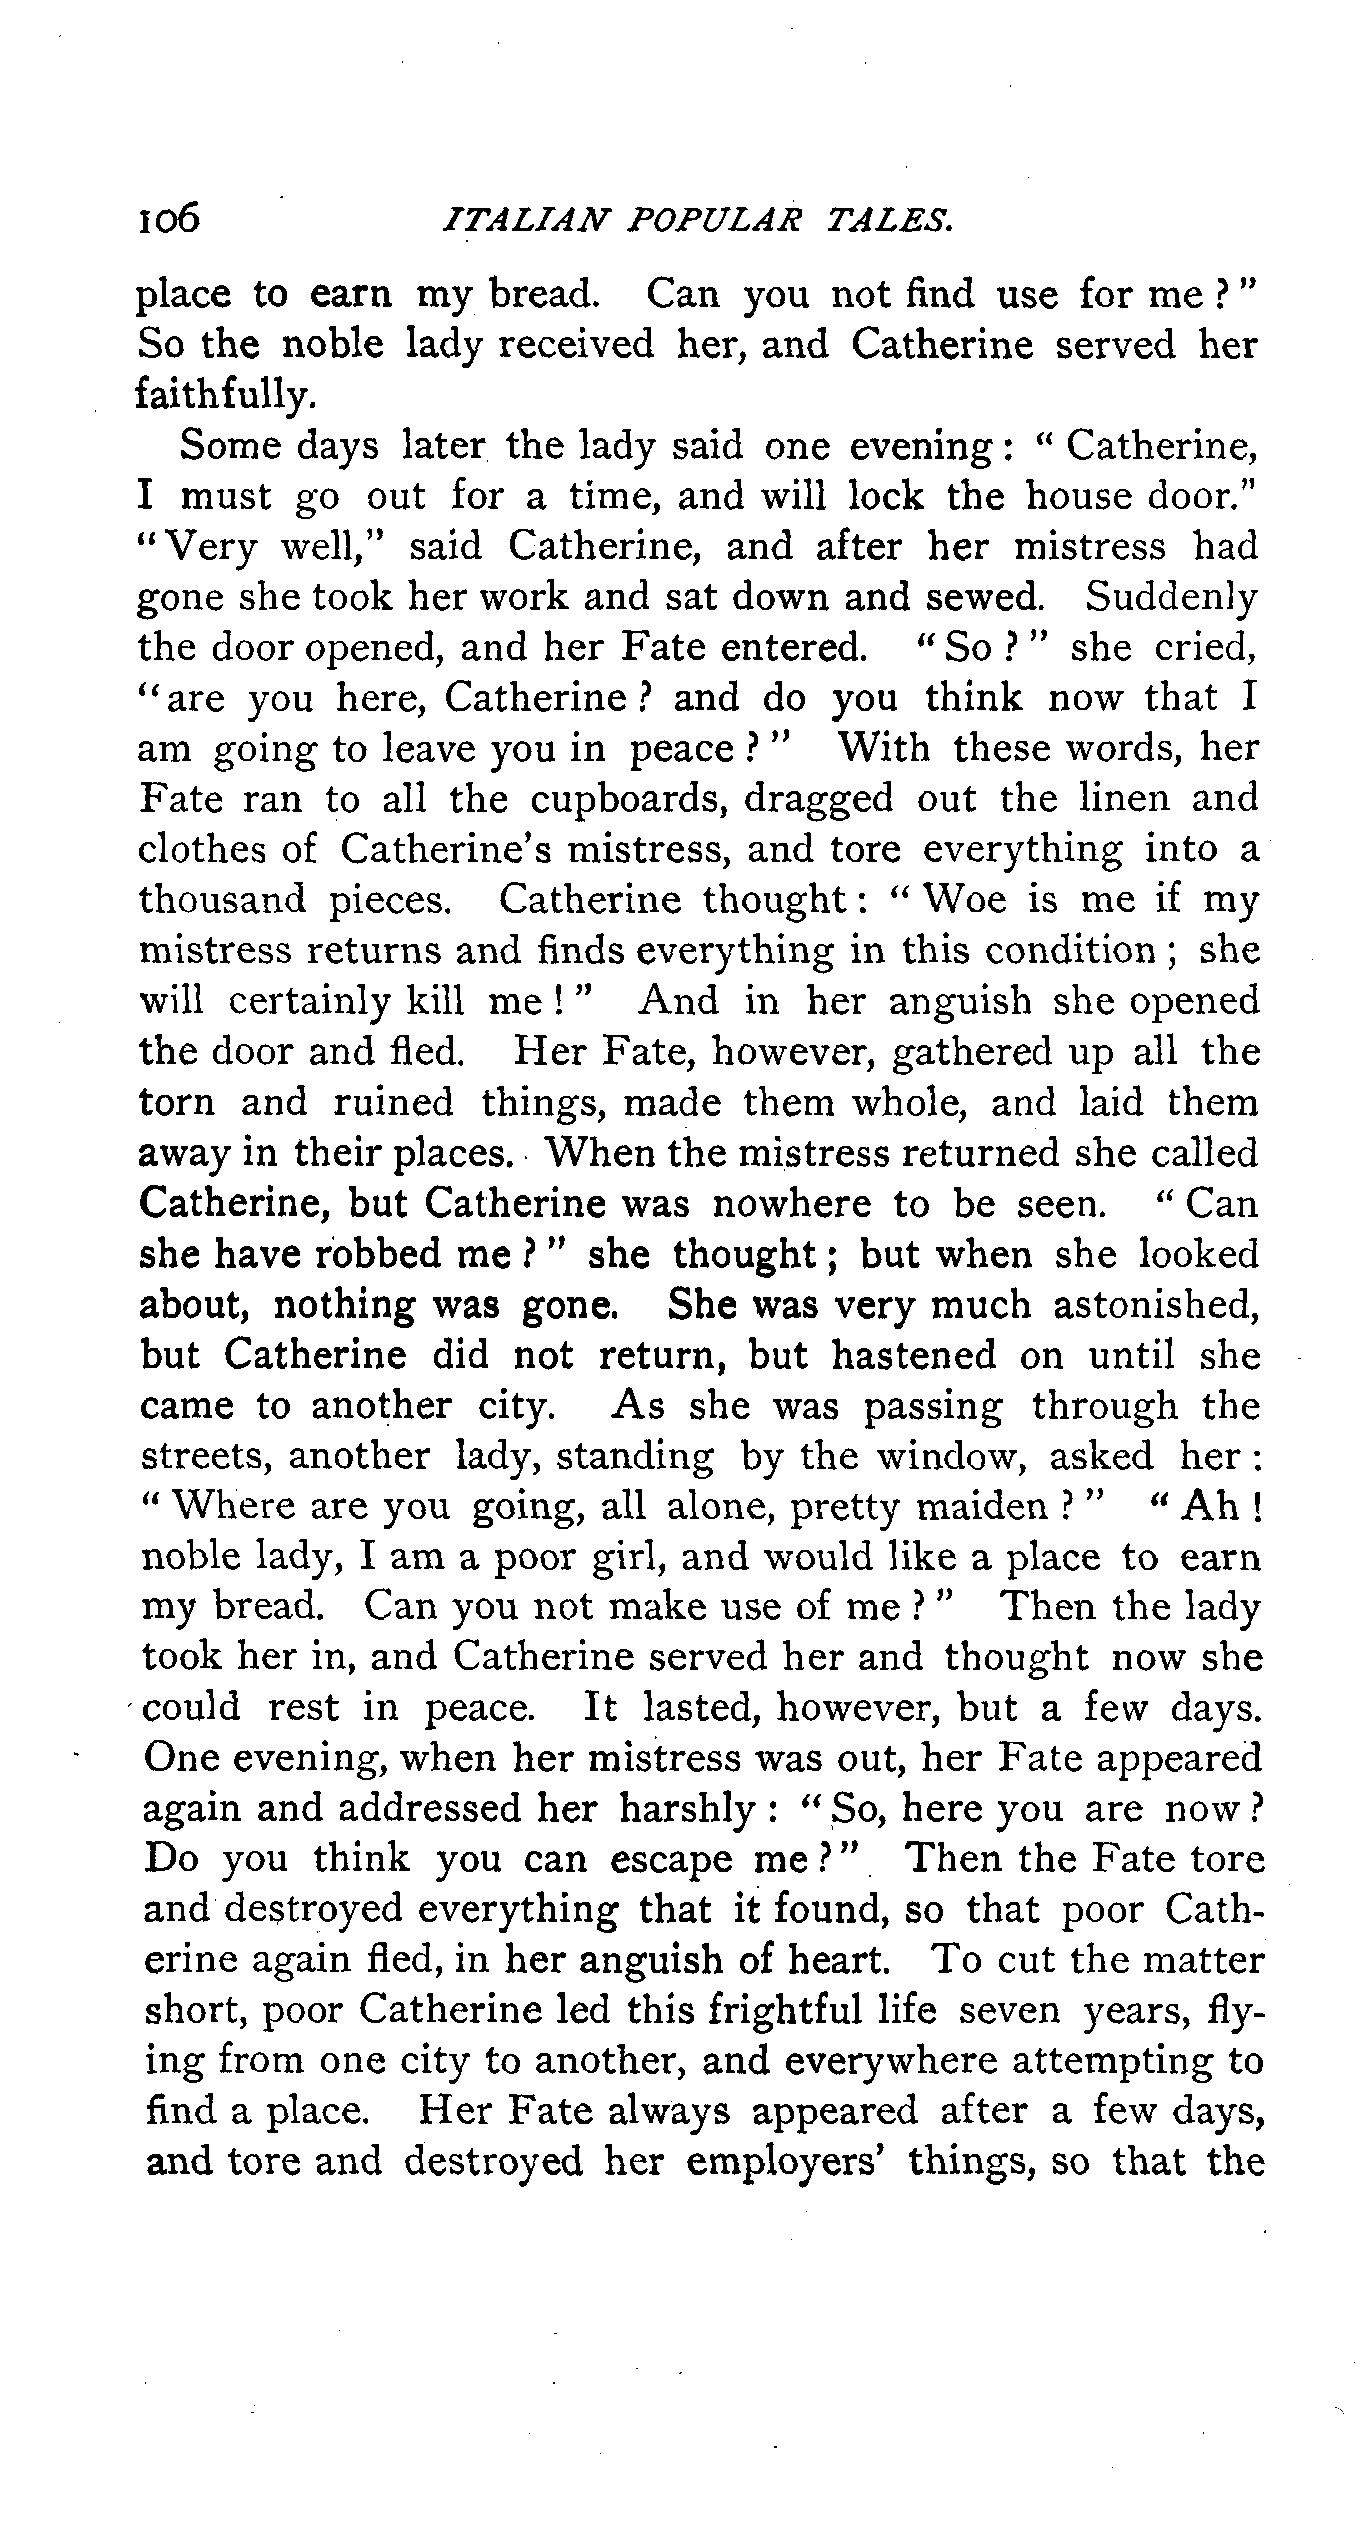 106 ITALIAN POPULAR TALES.
place to earn my bread. Can you not find use for me ? "
So the noble lady received her, and Catherine served her
faithfully.
Some days later the lady said one evening : " Catherine,
I must go out for a time, and will lock the house door."
" Very well," said Catherine, and after her mistress had
gone she took her work and sat down and sewed. Suddenly
the door opened, and her Fate entered. " So ? " she cried,
" are you here, Catherine ? and do you think now that I
am going to leave you in peace ? " With these words, her
Fate ran to all the cupboards, dragged out the linen and
clothes of Catherine's mistress, and tore everything into a
thousand pieces. Catherine thought : " Woe is me if my
mistress returns and finds everything in this condition ; she
will certainly kill me ! " And in her anguish she opened
the door and fled. Her Fate, however, gathered up all the
torn and ruined things, made them whole, and laid them
away in their places. When the mistress returned she called
Catherine, but Catherine was nowhere to be seen. " Can
she have robbed me ? " she thought ; but when she looked
about, nothing was gone. She was very much astonished,
but Catherine did not return, but hastened on until she
came to another city. As she was passing through the
streets, another lady, standing by the window, asked her :
" Where are you going, all alone, pretty maiden ? " " Ah !
noble lady, I am a poor girl, and would like a place to earn
my bread. Can you not make use of me ? " Then the lady
took her in, and Catherine served her and thought now she
could rest in peace. It lasted, however, but a few days.
One evening, when her mistress was out, her Fate appeared
again and addressed her harshly : " So, here you are now ?
Do you think you can escape me ? " Then the Fate tore
and destroyed everything that it found, so that poor Cath-
erine again fled, in her anguish of heart. To cut the matter
short, poor Catherine led this frightful life seven years, fly-
ing from one city to another, and everywhere attempting to
find a place. Her Fate always appeared after a few days,
and tore and destroyed her employers' things, so that the